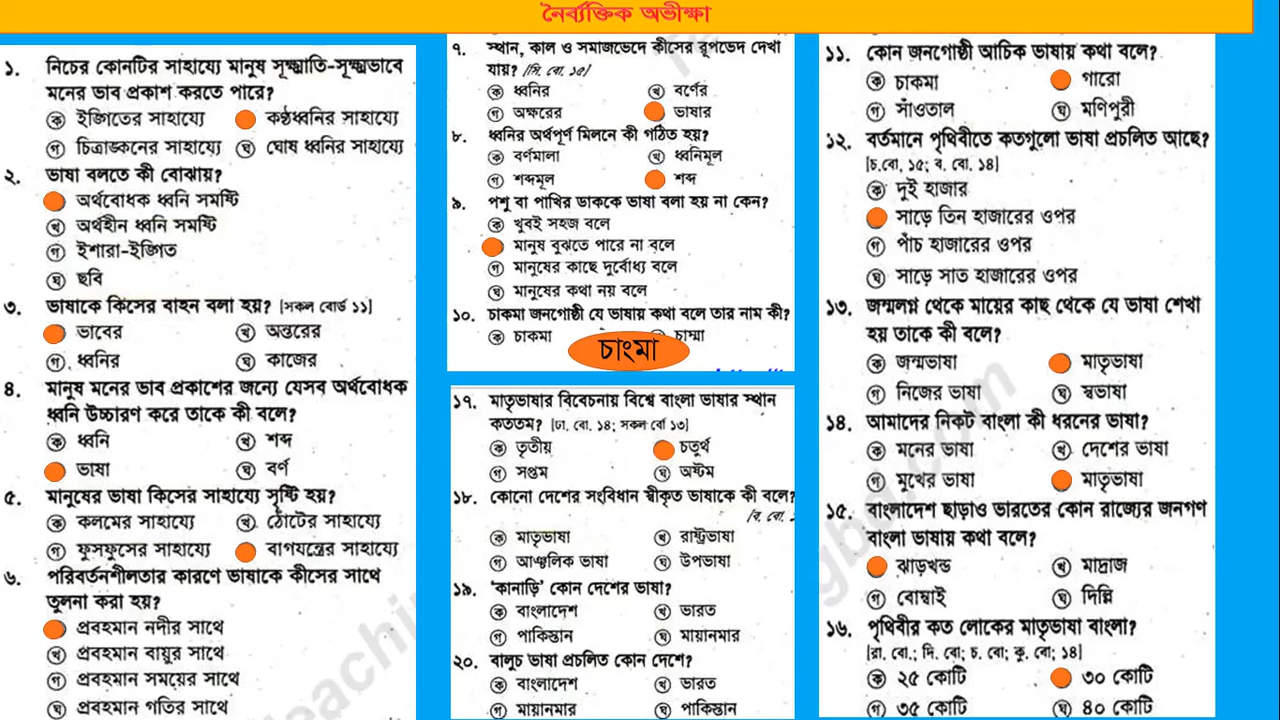 নৈর্ব্যক্তিক অভীক্ষা
১. নিচের কোনটির সাহায্যে মানুষ সূক্ষ্মাতি-সূক্ষ্মভাবে
মনের ভাব প্রকাশ করতে পারে?
ক ইঙ্গিতের সাহায্যে কণ্ঠধ্বনির সাহায্যে
গ চিত্রাঙ্কনের সাহায্যে ঘ ঘোষ ধ্বনির সাহায্যে
২. ভাষা বলতে কী বোঝায়?
অর্থবোধক ধ্বনি সমষ্টি
খ অর্থহীন ধ্বনি সমষ্টি
গ ইশারা-ইঙ্গিত
ঘ ছবি
৩. ভাষাকে কিসের বাহন বলা হয়? [সকল বোর্ড ১১]
ভাবের খ অন্তরের
গ ধ্বনির ঘ কাজের
৪. মানুষ মনের ভাব প্রকাশের জন্যে যেসব অর্থবোধক
ধ্বনি উচ্চারণ করে তাকে কী বলে?
ক ধ্বনি খ শব্দ
ভাষা ঘ বর্ণ
৫. মানুষের ভাষা কিসের সাহায্যে সৃষ্টি হয়?
ক কলমের সাহায্যে খ ঠোঁটের সাহায্যে
গ ফুসফুসের সাহায্যে বাগযন্ত্রের সাহায্যে
৬. পরিবর্তনশীলতার কারণে ভাষাকে কীসের সাথে
তুলনা করা হয়?
প্রবহমান নদীর সাথে
খ প্রবহমান বায়ুর সাথে
গ প্রবহমান সময়ের সাথে
ঘ প্রবহমান গতির সাথে
৭. স্থান, কাল ও সমাজভেদে কীসের রূপভেদ দেখা
যায়? [সি. বো. ১৫]
ক ধ্বনির খ বর্ণের
গ অক্ষরের ভাষার
৮. ধ্বনির অর্থপূর্ণ মিলনে কী গঠিত হয়?
ক বর্ণমালা খ ধ্বনিমূল
গ শব্দমূল শব্দ
৯. পশু বা পাখির ডাককে ভাষা বলা হয় না কেন?
ক খুবই সহজ বলে
মানুষ বুঝতে পারে না বলে
গ মানুষের কাছে দুর্বোধ্য বলে
ঘ মানুষের কথা নয় বলে
১০. চাকমা জনগোষ্ঠী যে ভাষায় কথা বলে তার নাম কী?
ক চাকমা চাম্মা
চাংমা
১৭. মাতৃভাষার বিবেচনায় বিশ্বে বাংলা ভাষার স্থান
কততম? [ঢা. বো. ১৪; সকল বো ১৩]
ক তৃতীয় চতুর্থ
গ সপ্তম ঘ অষ্টম
১৮. কোনো দেশের সংবিধান স্বীকৃত ভাষাকে কী বলে?
[ব. বো.
ক মাতৃভাষা খ রাষ্ট্রভাষা
গ আঞ্চলিক ভাষা ঘ উপভাষা
১৯. ‘কানাড়ি’ কোন দেশের ভাষা?
ক বাংলাদেশ খ ভারত
গ পাকিস্তান ঘ মায়ানমার
২০. বালুচ ভাষা প্রচলিত কোন দেশে?
ক বাংলাদেশ খ ভারত
গ মায়ানমার ঘ পাকিস্তান
১১. কোন জনগোষ্ঠী আচিক ভাষায় কথা বলে?
ক চাকমা গারো
গ সাঁওতাল ঘ মণিপুরী
১২. বর্তমানে পৃথিবীতে কতগুলো ভাষা প্রচলিত আছে?
[চ.বো, ১৫; ব. বো. ১৪]
ক দুই হাজার
সাড়ে তিন হাজারের ওপর
গ পাঁচ হাজারের ওপর
ঘ সাড়ে সাত হাজারের ওপর
১৩. জন্মলগ্ন থেকে মায়ের কাছ থেকে যে ভাষা শেখা
হয় তাকে কী বলে?
ক জন্মভাষা মাতৃভাষা
গ নিজের ভাষা ঘ স্বভাষা
১৪. আমাদের নিকট বাংলা কী ধরনের ভাষা?
ক মনের ভাষা খ দেশের ভাষা
গ মুখের ভাষা মাতৃভাষা
১৫. বাংলাদেশ ছাড়াও ভারতের কোন রাজ্যের জনগণ
বাংলা ভাষায় কথা বলে?
ঝাড়খন্ড খ মাদ্রাজ
গ বোম্বাই ঘ দিল্লি
১৬. পৃথিবীর কত লোকের মাতৃভাষা বাংলা?
[রা. বো.; দি. বো; চ. বো; কু. বো; ১৪]
ক ২৫ কোটি ৩০ কোটি
গ ৩৫ কোটি ঘ ৪০ কোটি